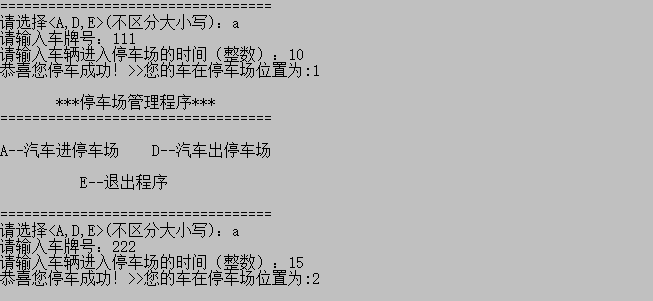 ==================================
请选择<A,D,E>(不区分大小写)：a
请输入车牌号：111
请输入车辆进入停车场的时间（整数）：10
恭喜您停车成功！>>您的车在停车场位置为:1
***停车场管理程序***
==================================
A--汽车进停车场    D--汽车出停车场
E--退出程序
==================================
请选择<A,D,E>(不区分大小写)：a
请输入车牌号：222
请输入车辆进入停车场的时间（整数）：15
恭喜您停车成功！>>您的车在停车场位置为:2